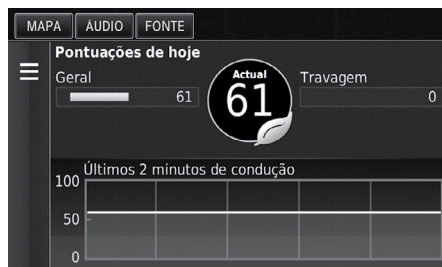 MAPA ÁUDIO FONTE
Pontuações de hoje
Geral Actual Travagem
61 61 0
Últimos 2 minutos de condução
100
50
0